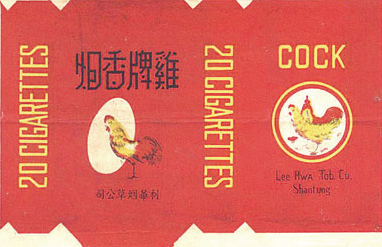 20 CIGARETTES
雞牌香烟
利華烟草公司
20 CIGARETTES
COCK
Lee Hwa Tob. Co.
Shantung